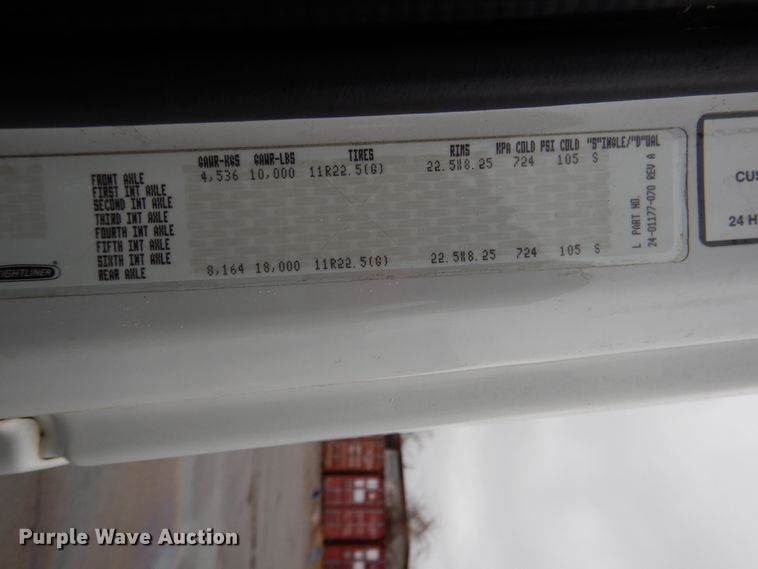 GAWR-KGS GAWR-LBS TIRES RIMS KPA COLD PSI COLD "S"INGLE/"D"UAL
FRONT AXLE 4,536 10,000 11R22.5(G) 22.5X8.25 724 105 S
FIRST INT AXLE
SECOND INT AXLE
THIRD INT AXLE
FOURTH INT AXLE
FIFTH INT AXLE
SIXTH INT AXLE
REAR AXLE 8,164 18,000 11R22.5(G) 22.5X8.25 724 105 S
L PART NO.
24-01177-070 REV A
CUS
24 H
IGHTLINER
Purple Wave Auction